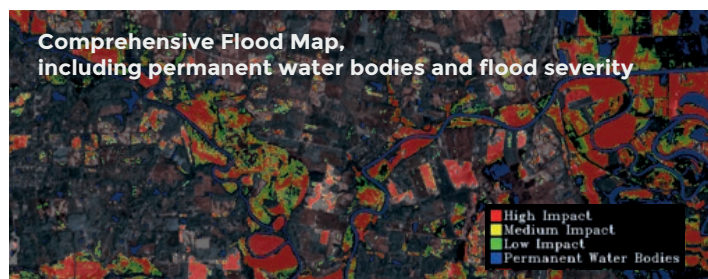 Comprehensive Flood Map,
including permanent water bodies and flood severity
High Impact
Medium Impact
Low Impact
Permanent Water Bodies